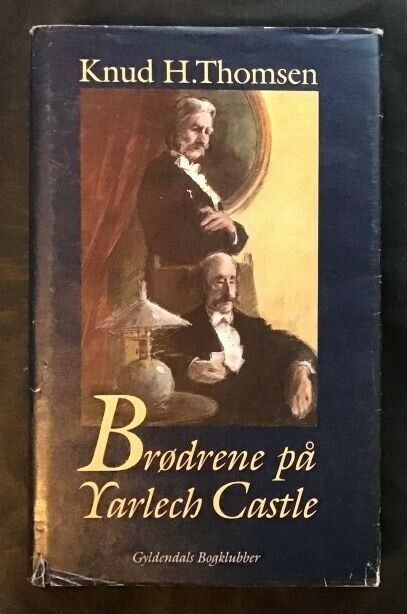 Knud H. Thomsen
Brødrene på
Yarlech Castle
Gyldendals Bogklubber